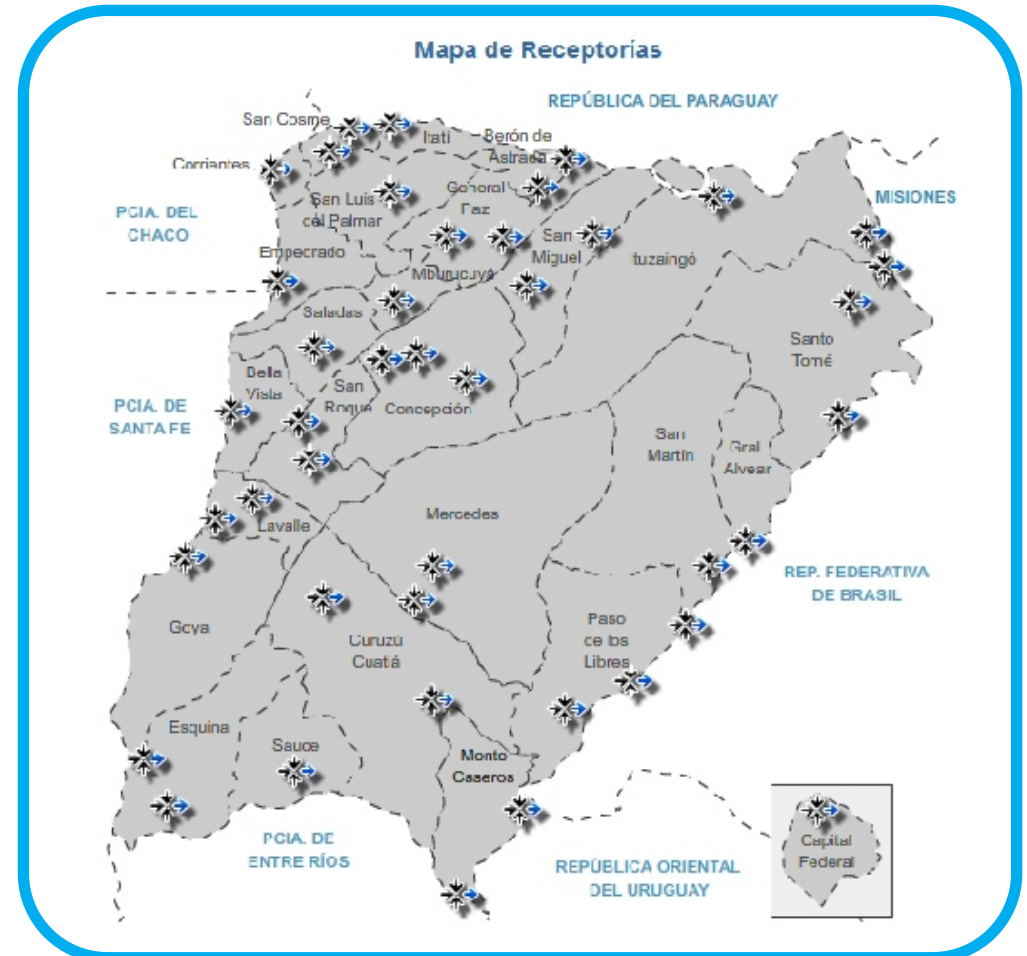 Mapa de Receptorías
REPÚBLICA DEL PARAGUAY
San Cosme
Itatí
Berón de
Astrada
Corrientes
General
Paz
MISIONES
San Luis
del Palmar
PCIA. DEL
CHACO
San
Miguel
Empedrado
Ituzaingó
Mburucuyá
Saladas
Santo
Tomé
Bella
Vista
San
Roque
Concepción
PCIA. DE
SANTA FE
San
Martín
Gral
Alvear
Mercedes
Lavalle
REP. FEDERATIVA
DE BRASIL
Goya
Paso
de los
Libres
Curuzú
Cuatiá
Esquina
Sauce
Monto
Caseros
PCIA. DE
ENTRE RÍOS
Capital
Federal
REPÚBLICA ORIENTAL
DEL URUGUAY